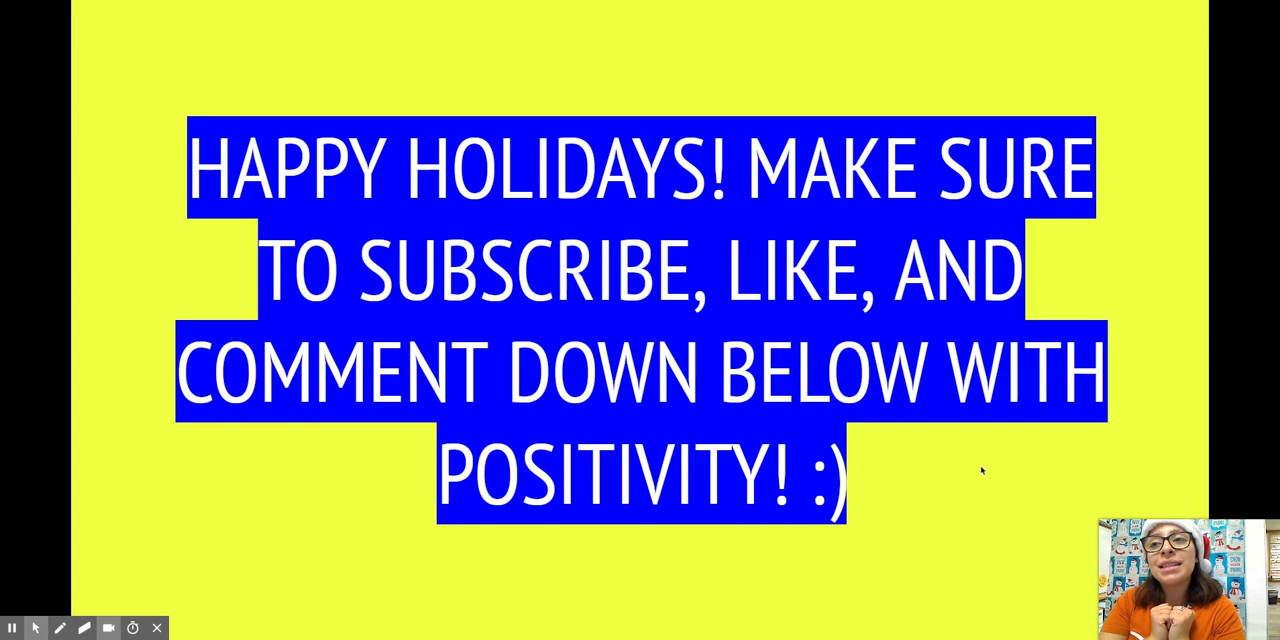 HAPPY HOLIDAYS! MAKE SURE
TO SUBSCRIBE, LIKE, AND
COMMENT DOWN BELOW WITH
POSITIVITY! :)